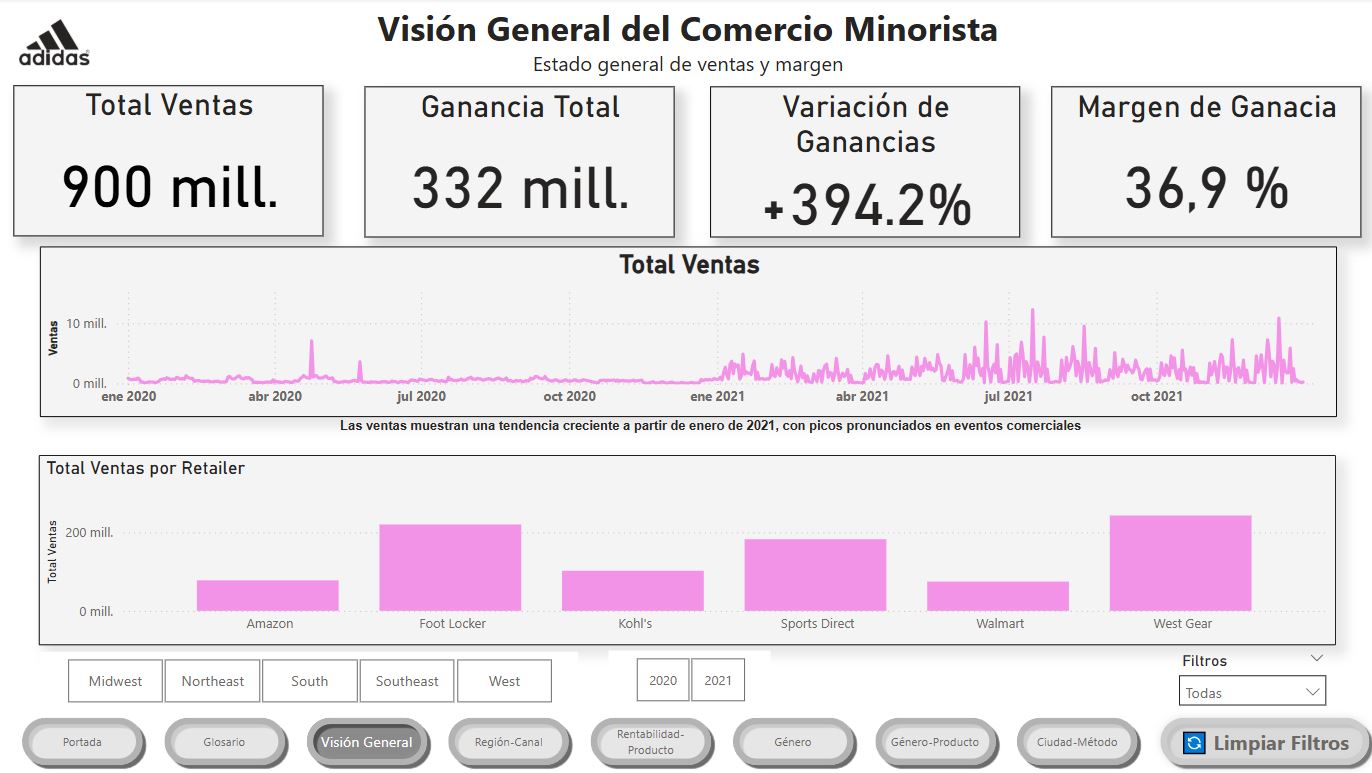 adidas
Visión General del Comercio Minorista
Estado general de ventas y margen
Total Ventas
900 mill.
Ganancia Total
332 mill.
Variación de
Ganancias
+394.2%
Margen de Ganacia
36,9 %
Total Ventas
Ventas
10 mill.
0 mill.
ene 2020 abr 2020 jul 2020 oct 2020 ene 2021 abr 2021 jul 2021 oct 2021
Las ventas muestran una tendencia creciente a partir de enero de 2021, con picos pronunciados en eventos comerciales
Total Ventas por Retailer
Total Ventas
200 mill.
0 mill.
Amazon Foot Locker Kohl's Sports Direct Walmart West Gear
Midwest Northeast South Southeast West
2020 2021
Filtros
Todas
Portada
Glosario
Visión General
Región-Canal
Rentabilidad-
Producto
Género
Género-Producto
Ciudad-Método
Limpiar Filtros